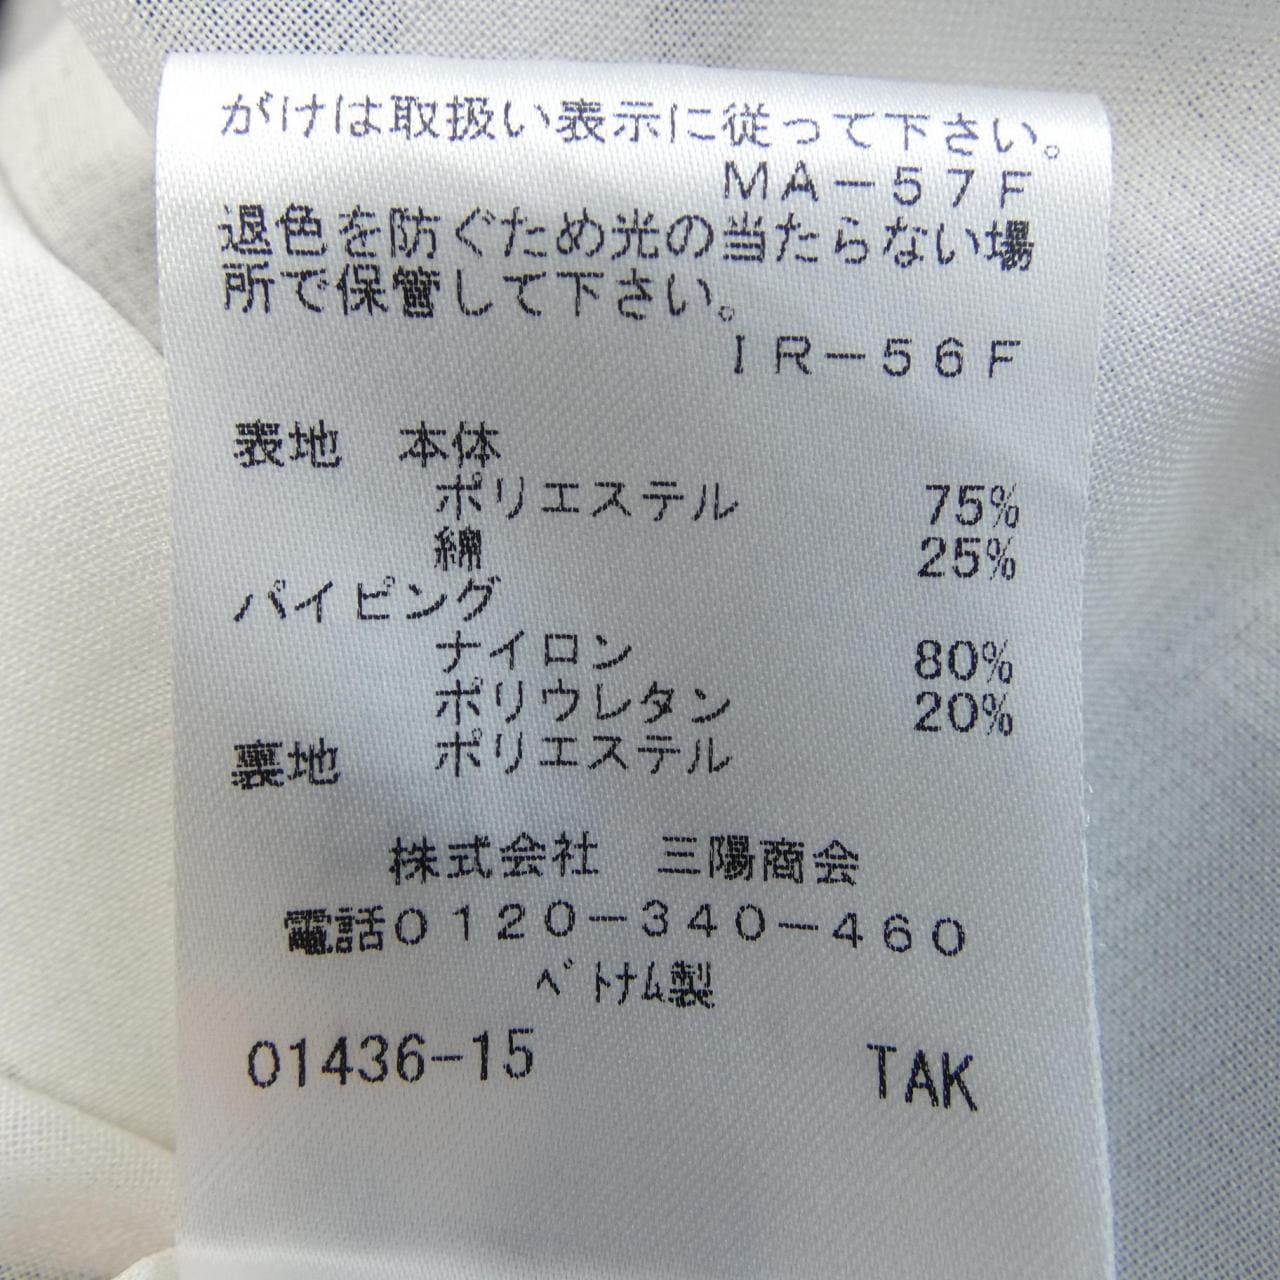 がけは取扱い表示に従って下さい。
MA-57F
退色を防ぐため光の当たらない場
所で保管して下さい。
IR-56F
表地 本体
ポリエステル 75%
綿 25%
パイピング
ナイロン 80%
ポリウレタン 20%
裏地 ポリエステル
株式会社 三陽商会
電話0120-340-460
ﾍﾞﾄﾅﾑ製
01436-15 TAK